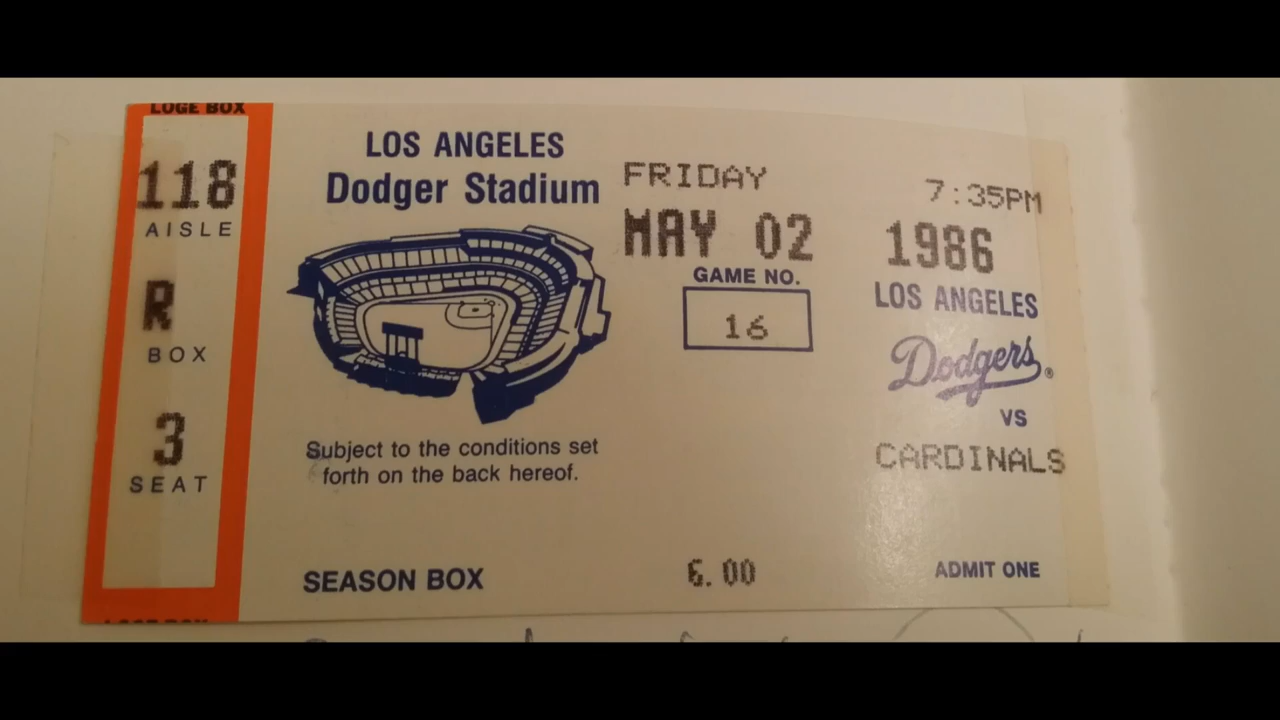 LOGE BOX
118
AISLE
R
BOX
3
SEAT
LOS ANGELES
Dodger Stadium
Subject to the conditions set
forth on the back hereof.
SEASON BOX
FRIDAY
MAY 02
GAME NO.
16
6.00
7:35PM
1986
LOS ANGELES
Dodgers®
VS
CARDINALS
ADMIT ONE
LOGE BOX